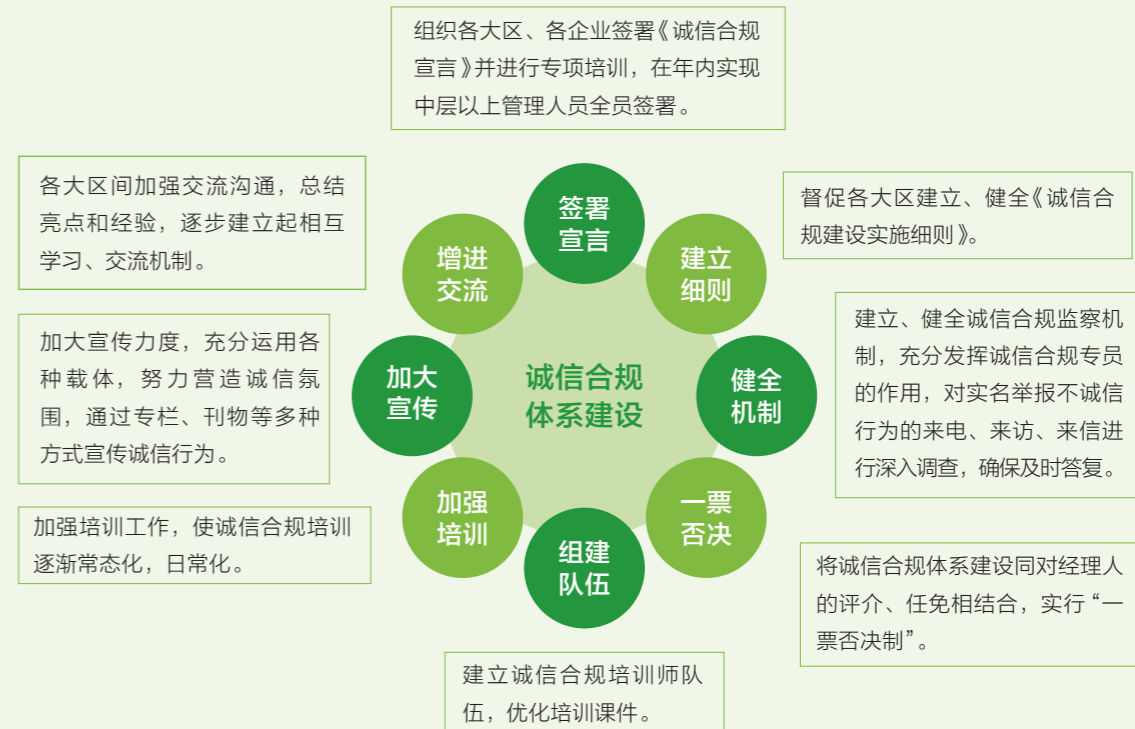 组织各大区、各企业签署《诚信合规
宣言》并进行专项培训，在年内实现
中层以上管理人员全员签署。
签署
宣言
督促各大区建立、健全《诚信合
规建设实施细则》。
建立
细则
建立、健全诚信合规监察机
制，充分发挥诚信合规专员
的作用，对实名举报不诚信
行为的来电、来访、来信进
行深入调查，确保及时答复。
健全
机制
将诚信合规体系建设同对经理人
的评介、任免相结合，实行“一
票否决制”。
一票
否决
建立诚信合规培训师队
伍，优化培训课件。
组建
队伍
加强培训工作，使诚信合规培训
逐渐常态化，日常化。
加强
培训
加大宣传力度，充分运用各
种载体，努力营造诚信氛
围，通过专栏、刊物等多种
方式宣传诚信行为。
加大
宣传
各大区间加强交流沟通，总结
亮点和经验，逐步建立起相互
学习、交流机制。
增进
交流
诚信合规
体系建设